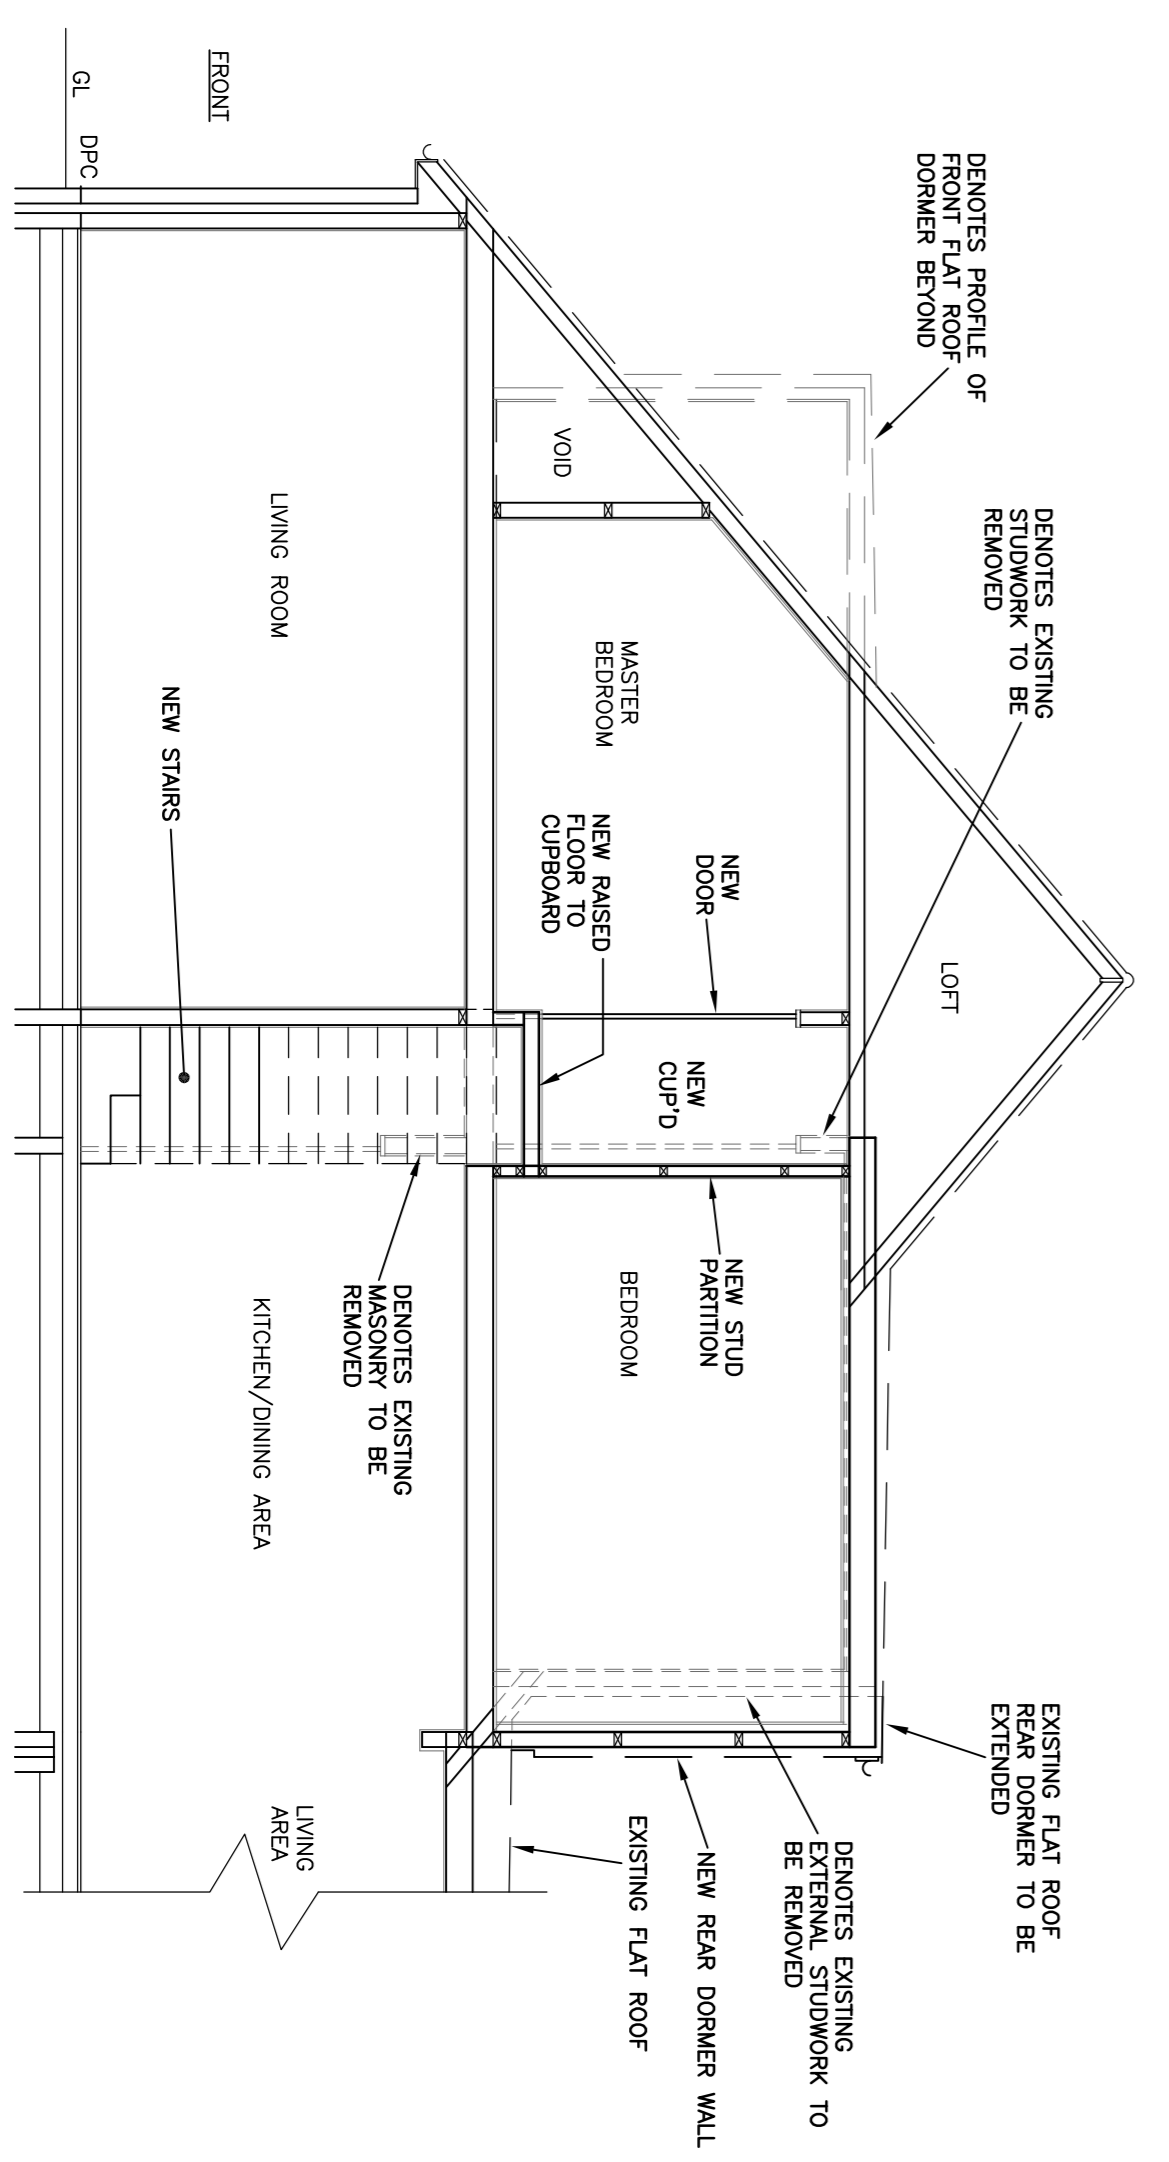 DENOTES PROFILE OF
FRONT FLAT ROOF
DORMER BEYOND
DENOTES EXISTING
STUDWORK TO BE
REMOVED
EXISTING FLAT ROOF
REAR DORMER TO BE
EXTENDED
LOFT
DENOTES EXISTING
EXTERNAL STUDWORK TO
BE REMOVED
NEW
DOOR
NEW
CUP'D
NEW STUD
PARTITION
NEW REAR DORMER WALL
VOID
MASTER
BEDROOM
NEW RAISED
FLOOR TO
CUPBOARD
BEDROOM
EXISTING FLAT ROOF
DENOTES EXISTING
MASONRY TO BE
REMOVED
FRONT
LIVING ROOM
NEW STAIRS
KITCHEN/DINING AREA
LIVING
AREA
GL
DPC